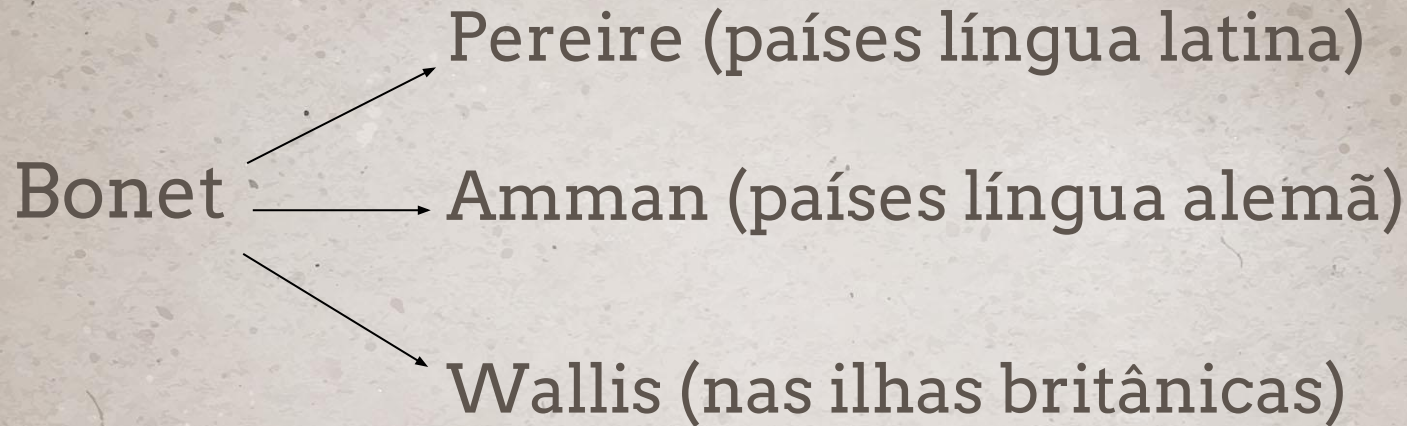 Pereire (países língua latina)
Bonet
Amman (países língua alemã)
Wallis (nas ilhas britânicas)